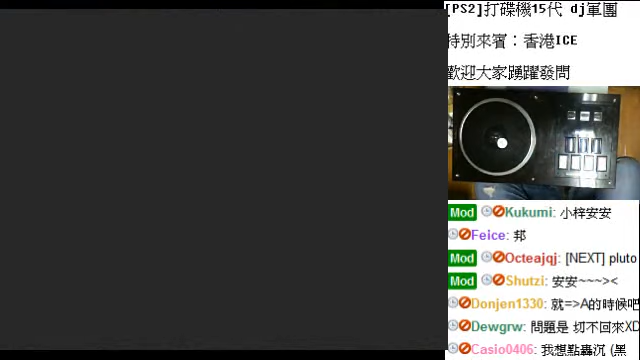 [PS2]打碟機15代 dj軍團
特別來賓：香港ICE
歡迎大家踴躍發問
Mod Kukumi: 小梓安安
Feice: 邦
Mod Octeajqj: [NEXT] pluto
Mod Shutzi: 安安~~~><
Donjen1330: 就=>A的時候吧
Dewgrw: 問題是 切不回來XD
Casio0406: 我想點轟沉 (黑